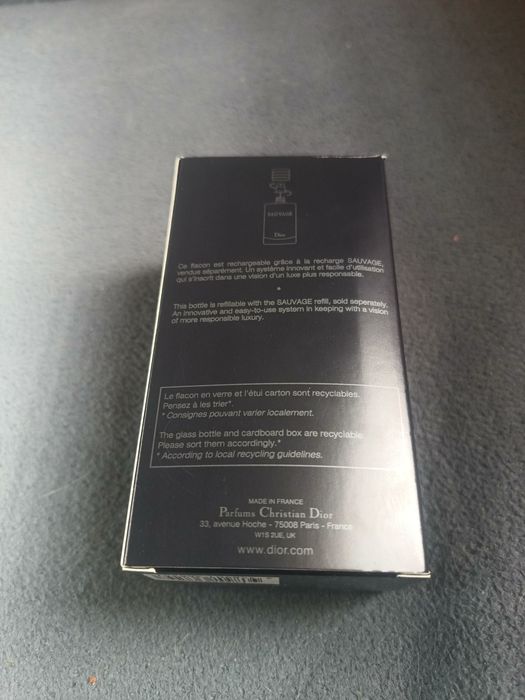 SAUVAGE
Dior
Ce flacon est rechargeable grâce à la recharge SAUVAGE,
vendue séparément. Un système innovant et facile d'utilisation
qui s'inscrit dans une vision d'un luxe plus responsable.
This bottle is refillable with the SAUVAGE refill, sold seperately.
An innovative and easy-to-use system in keeping with a vision
of more responsible luxury.
Le flacon en verre et l'étui carton sont recyclables.
Pensez à les trier*.
* Consignes pouvant varier localement.
The glass bottle and cardboard box are recyclable.
Please sort them accordingly.*
* According to local recycling guidelines.
MADE IN FRANCE
Parfums Christian Dior
33, avenue Hoche - 75008 Paris - France
W1S 2UE, UK
www.dior.com